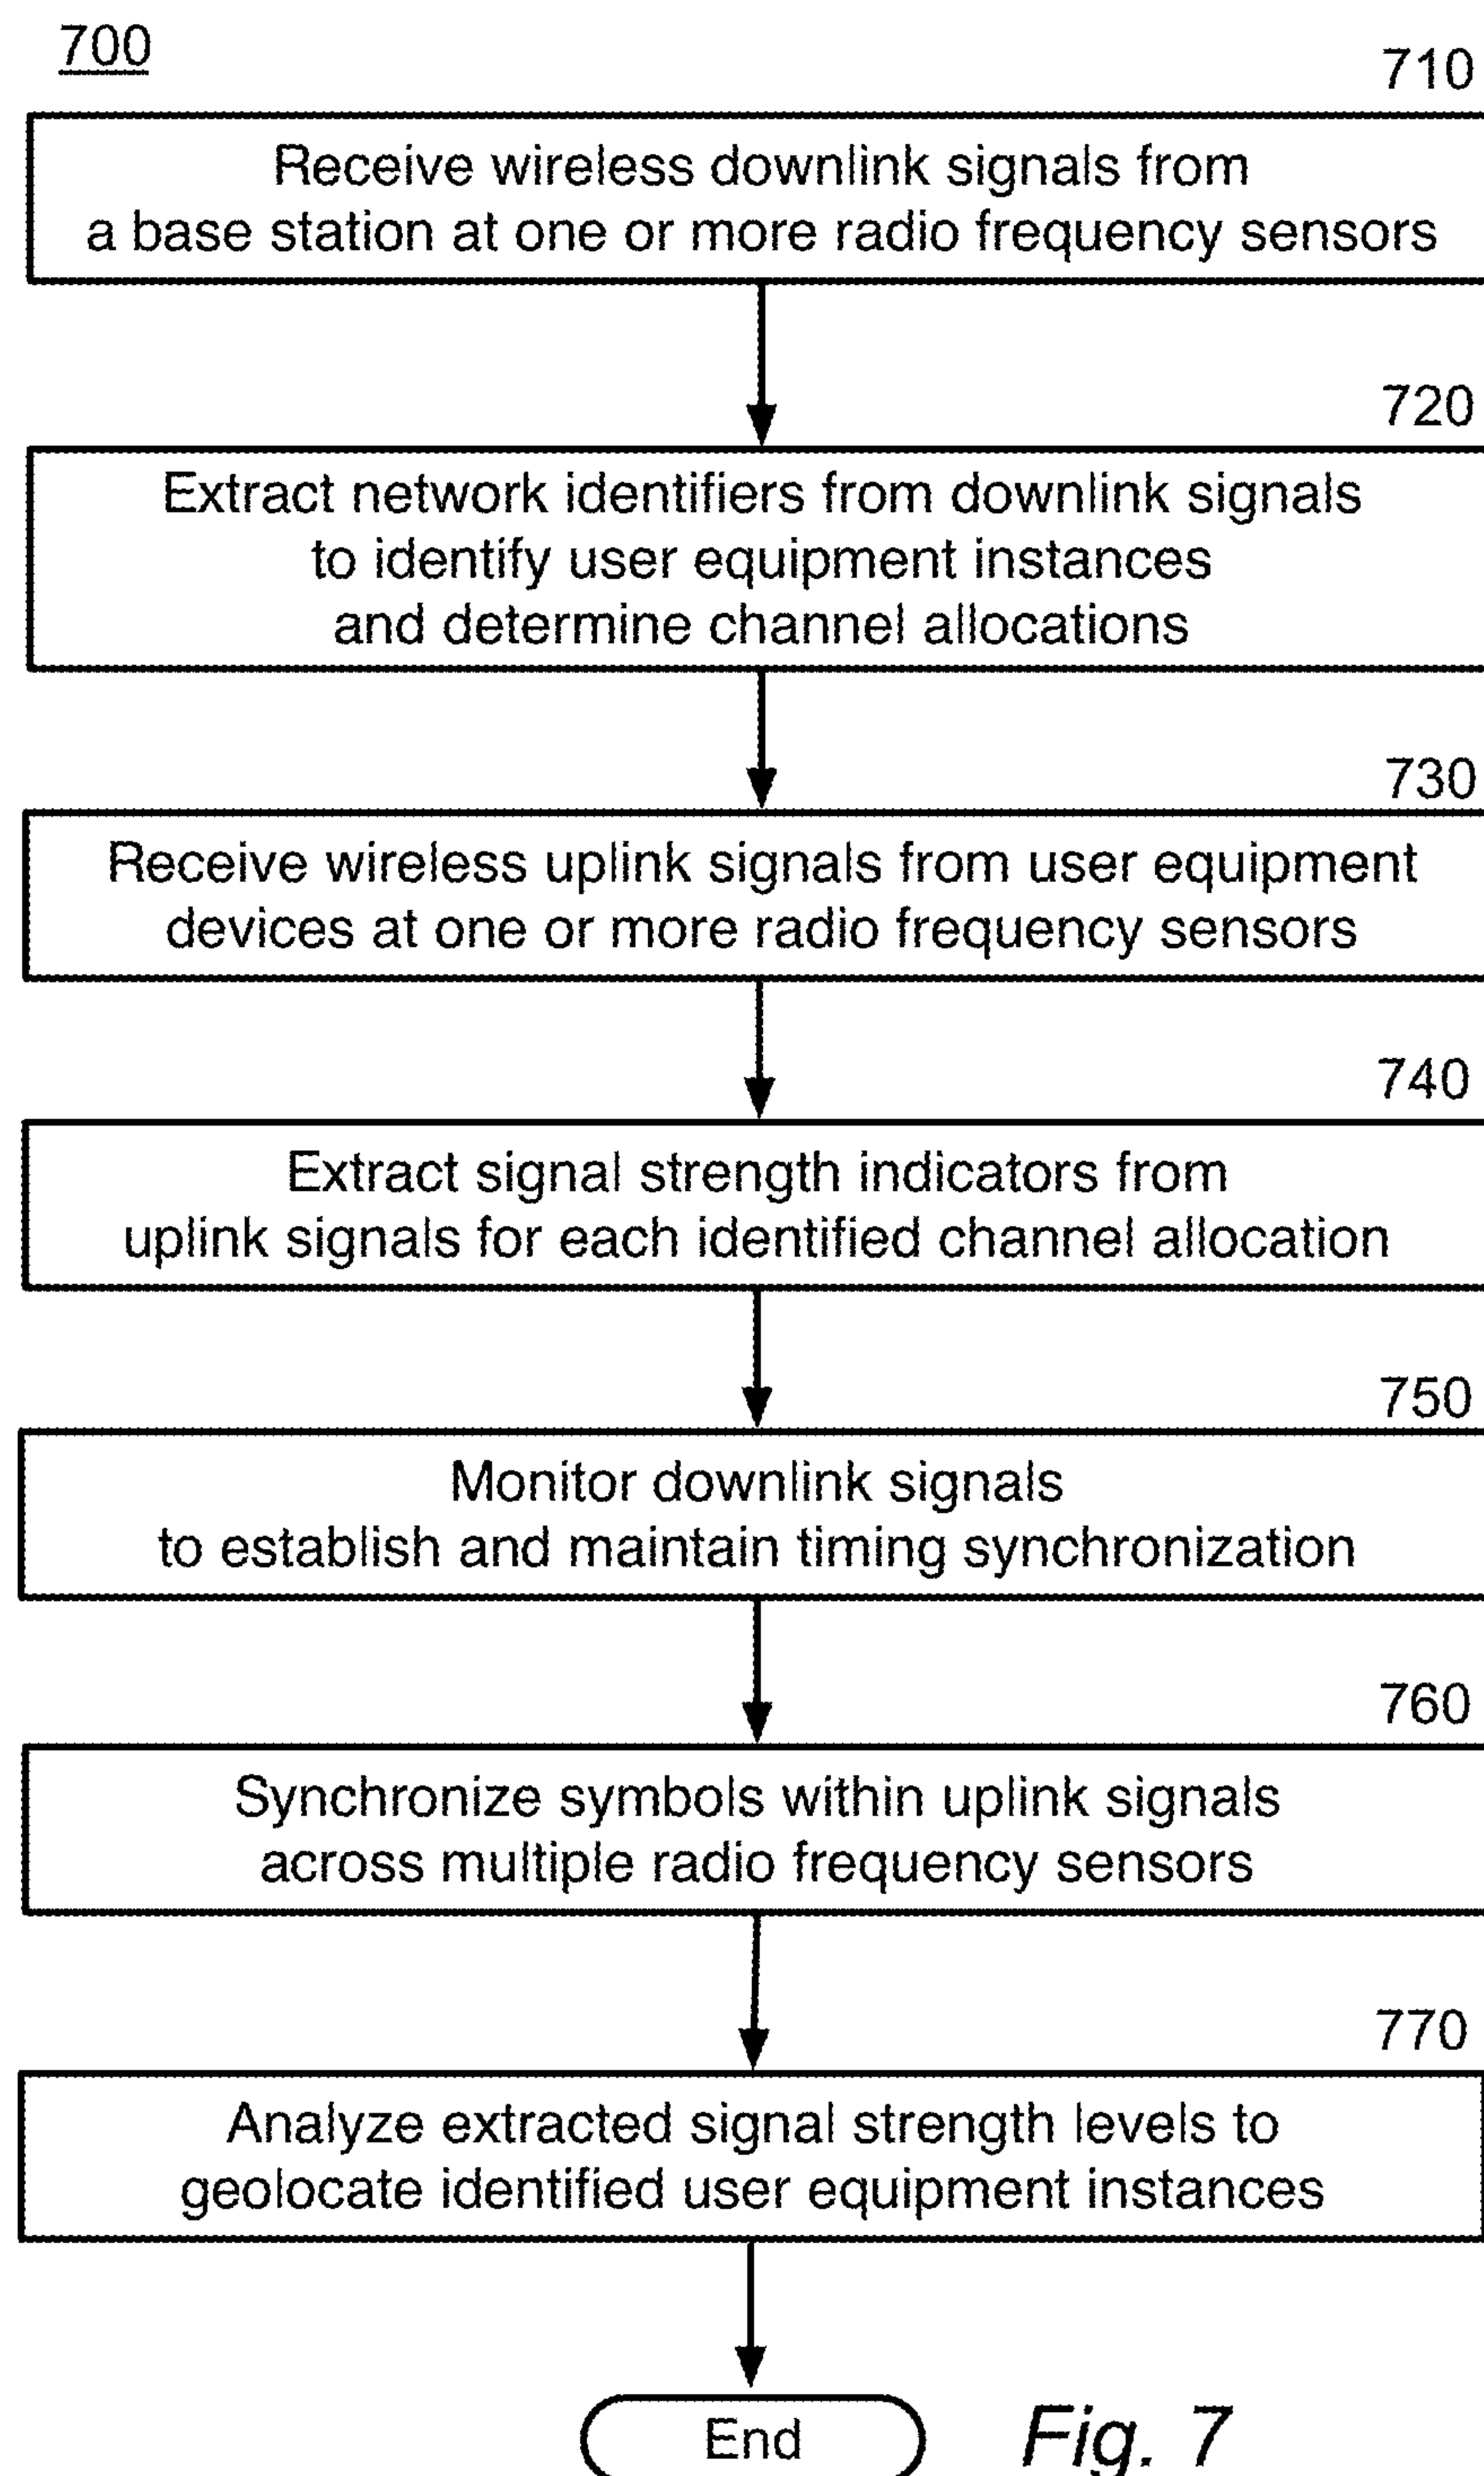 700
710
Receive wireless downlink signals from
a base station at one or more radio frequency sensors
720
Extract network identifiers from downlink signals
to identify user equipment instances
and determine channel allocations
730
Receive wireless uplink signals from user equipment
devices at one or more radio frequency sensors
740
Extract signal strength indicators from
uplink signals for each identified channel allocation
750
Monitor downlink signals
to establish and maintain timing synchronization
760
Synchronize symbols within uplink signals
across multiple radio frequency sensors
770
Analyze extracted signal strength levels to
geolocate identified user equipment instances
End
Fig. 7